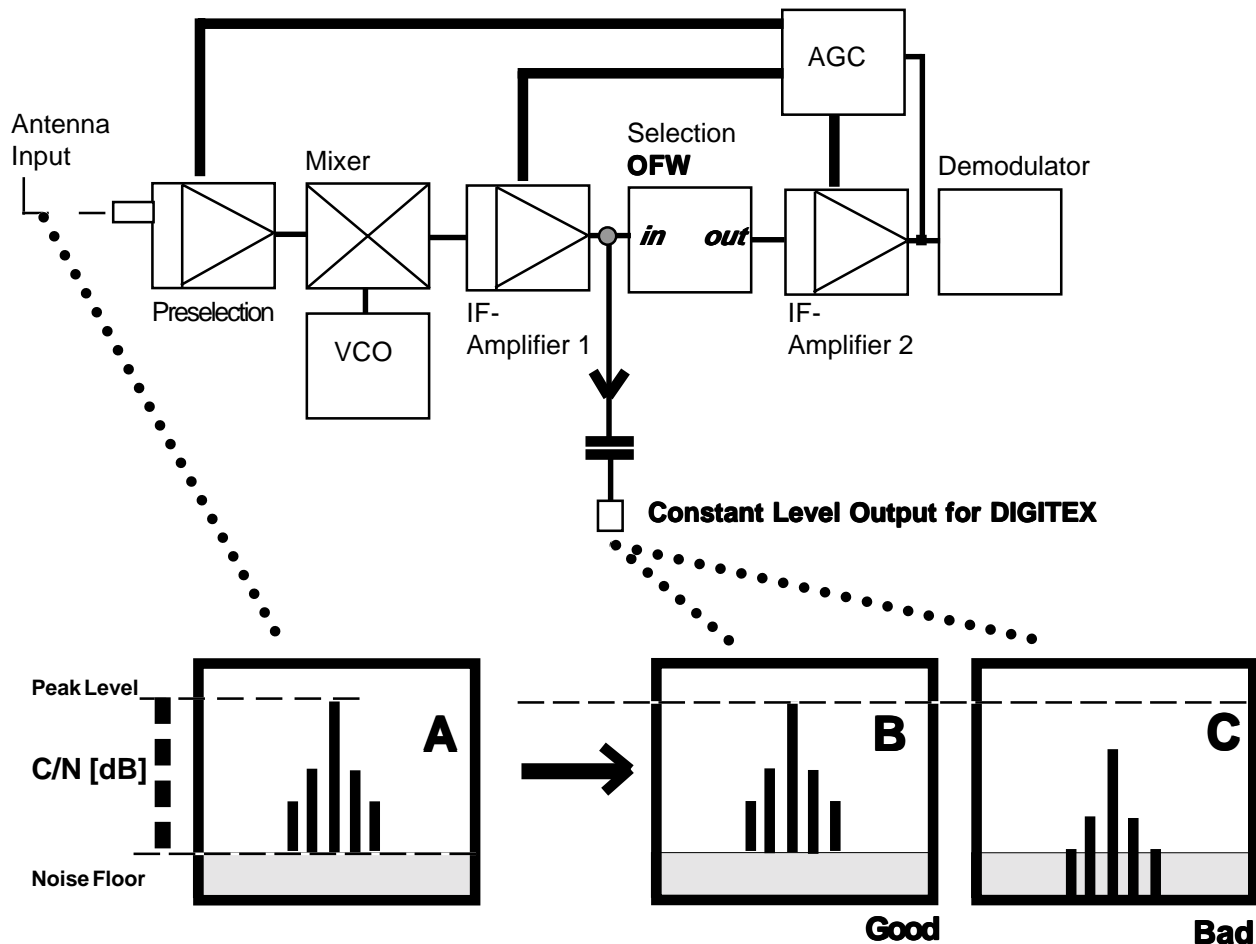 AGC
Antenna
Input
Mixer
Selection
OFW
Demodulator
in out
Preselection
VCO
IF-
Amplifier 1
IF-
Amplifier 2
Constant Level Output for DIGITEX
Peak Level
C/N [dB]
Noise Floor
A
B
C
Good
Bad